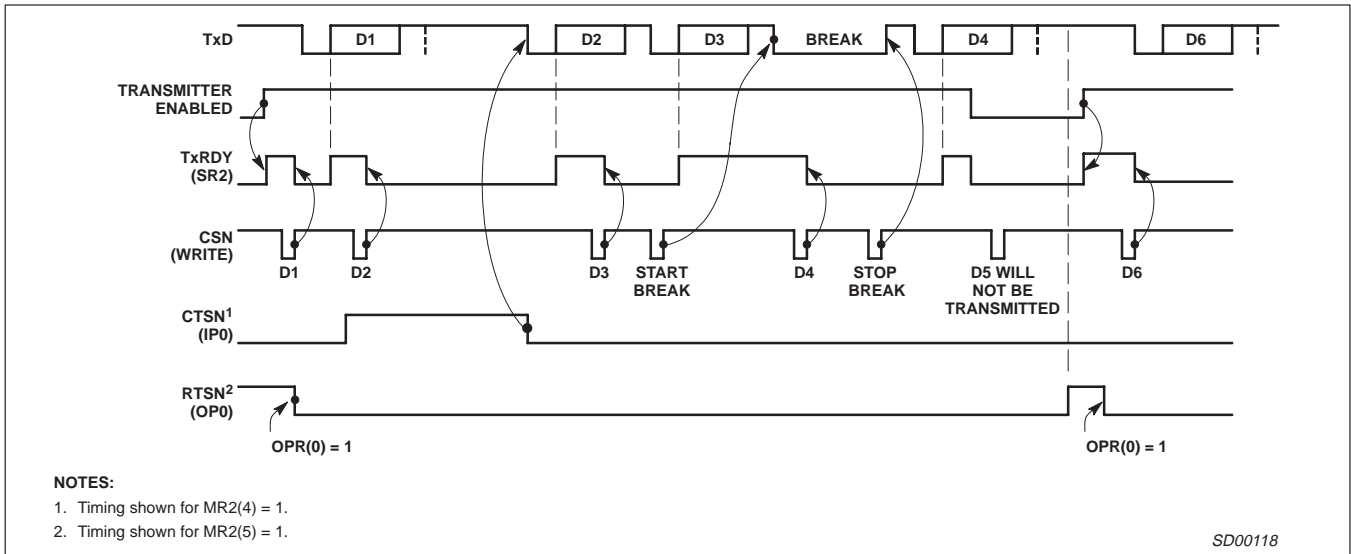 TxD
D1
D2
D3
BREAK
D4
D6
TRANSMITTER
ENABLED
TxRDY
(SR2)
CSN
(WRITE)
D1
D2
D3
START
BREAK
D4
STOP
BREAK
D5 WILL
NOT BE
TRANSMITTED
D6
CTSN1
(IP0)
RTSN2
(OP0)
OPR(0) = 1
OPR(0) = 1
NOTES:
1. Timing shown for MR2(4) = 1.
2. Timing shown for MR2(5) = 1.
SD00118